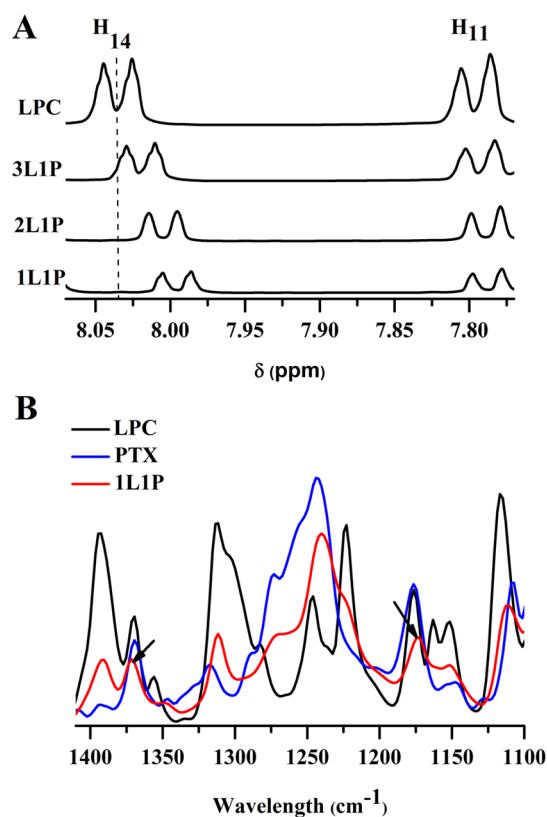 A
H14
H11
LPC
3L1P
2L1P
1L1P
8.05 8.00 7.95 7.90 7.85 7.80
δ (ppm)
B
LPC
PTX
1L1P
1400 1350 1300 1250 1200 1150 1100
Wavelength (cm-1)